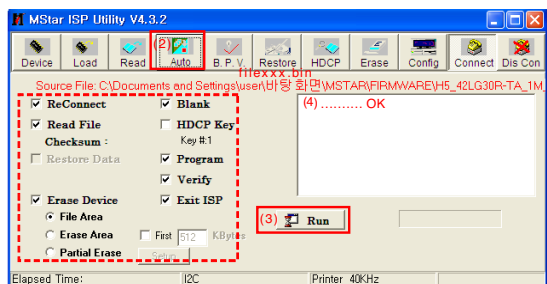 MStar ISP Utility V4.3.2
(2)
Device Load Read Auto B. P. V. Restore HDCP Erase Config Connect Dis Con
filexxx.bin
Source File: C:\Documents and Settings\user\바탕 화면\MSTAR\FIRMWARE\H5_42LG30R-TA_1M_
ReConnect Blank
(4) .......... OK
Read File HDCP Key
Checksum : Key #:1
Restore Data Program
Verify
Erase Device Exit ISP
File Area
(3) Run
Erase Area First 512 KBytes
Partial Erase Setup
Elapsed Time: I2C Printer 40KHz